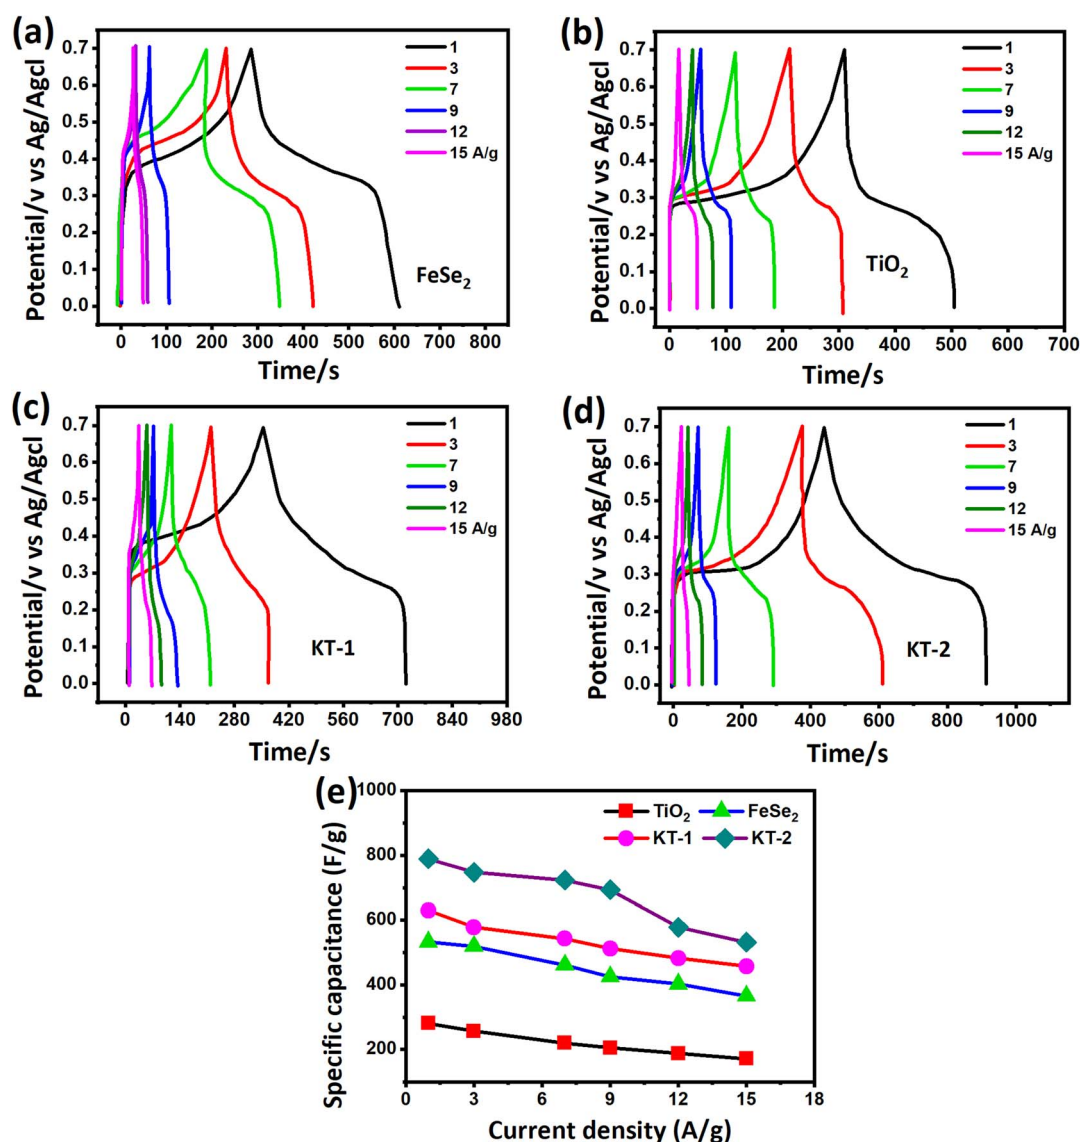 (a)
Potential/v vs Ag/Agcl
0.7
0.6
0.5
0.4
0.3
0.2
0.1
0.0
1
3
7
9
12
15 A/g
FeSe2
0 100 200 300 400 500 600 700 800
Time/s
(b)
Potential/v vs Ag/Agcl
0.7
0.6
0.5
0.4
0.3
0.2
0.1
0.0
1
3
7
9
12
15 A/g
TiO2
0 100 200 300 400 500 600 700
Time/s
(c)
Potential/v vs Ag/Agcl
0.7
0.6
0.5
0.4
0.3
0.2
0.1
0.0
1
3
7
9
12
15 A/g
KT-1
0 140 280 420 560 700 840 980
Time/s
(d)
Potential/v vs Ag/Agcl
0.7
0.6
0.5
0.4
0.3
0.2
0.1
0.0
1
3
7
9
12
15 A/g
KT-2
0 200 400 600 800 1000
Time/s
(e)
Specific capacitance (F/g)
1000
800
600
400
200
TiO2 FeSe2
KT-1 KT-2
0 3 6 9 12 15 18
Current density (A/g)